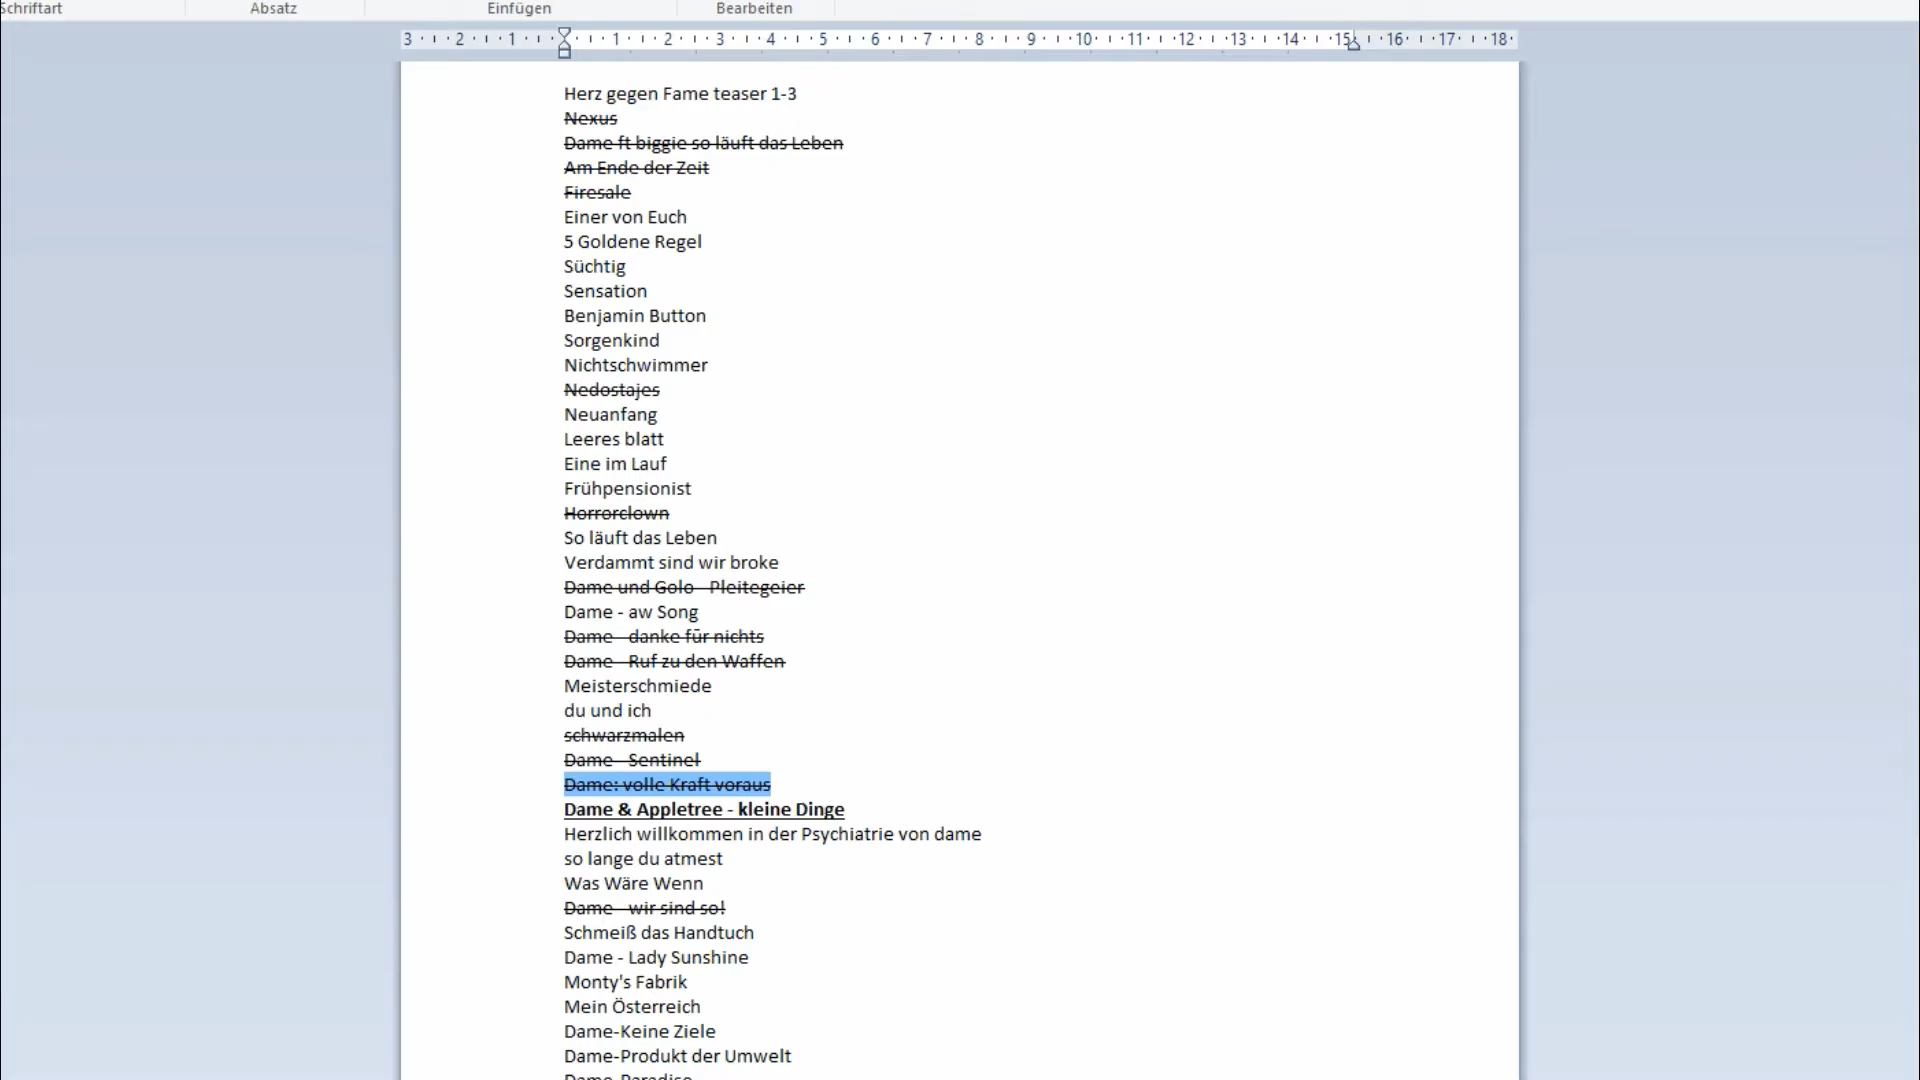 Schriftart Absatz Einfügen Bearbeiten
3 2 1 1 2 3 4 5 6 7 8 9 10 11 12 13 14 15 16 17 18
Herz gegen Fame teaser 1-3
Nexus
Dame ft biggie so läuft das Leben
Am Ende der Zeit
Firesale
Einer von Euch
5 Goldene Regel
Süchtig
Sensation
Benjamin Button
Sorgenkind
Nichtschwimmer
Nedostajes
Neuanfang
Leeres blatt
Eine im Lauf
Frühpensionist
Horrorclown
So läuft das Leben
Verdammt sind wir broke
Dame und Golo - Pleitegeier
Dame - aw Song
Dame - danke für nichts
Dame - Ruf zu den Waffen
Meisterschmiede
du und ich
schwarzmalen
Dame - Sentinel
Dame: volle Kraft voraus
Dame & Appletree - kleine Dinge
Herzlich willkommen in der Psychiatrie von dame
so lange du atmest
Was Wäre Wenn
Dame - wir sind so!
Schmeiß das Handtuch
Dame - Lady Sunshine
Monty's Fabrik
Mein Österreich
Dame-Keine Ziele
Dame-Produkt der Umwelt
Dame-Paradiso